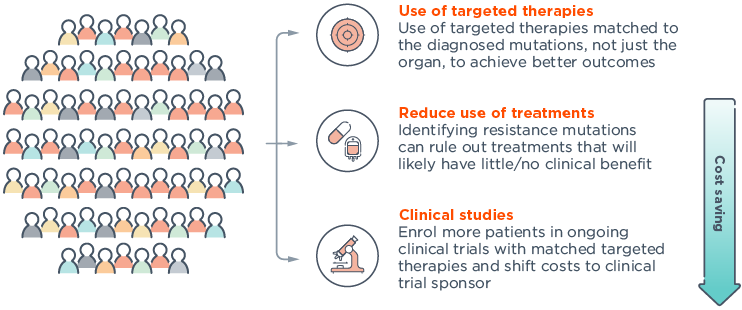 Use of targeted therapies
Use of targeted therapies matched to
the diagnosed mutations, not just the
organ, to achieve better outcomes
Reduce use of treatments
Identifying resistance mutations
can rule out treatments that will
likely have little/no clinical benefit
Clinical studies
Enrol more patients in ongoing
clinical trials with matched targeted
therapies and shift costs to clinical
trial sponsor
Cost saving